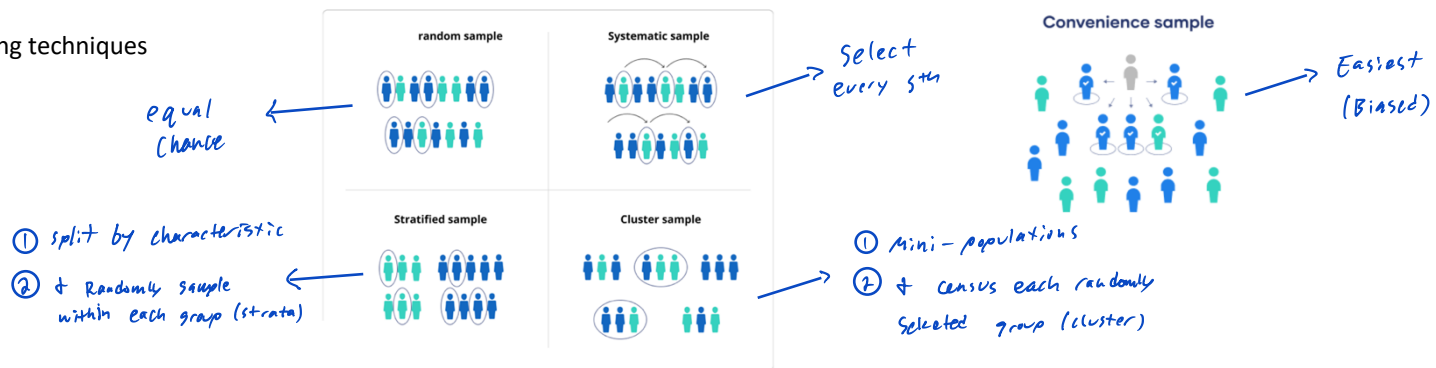 ng techniques
random sample
Systematic sample
Convenience sample
equal
Chance
Select
every 5th
Easiest
(Biased)
Stratified sample
Cluster sample
① split by characteristic
② & Randomly sample
within each group (strata)
① Mini-populations
② & census each randomly
Selected group (cluster)